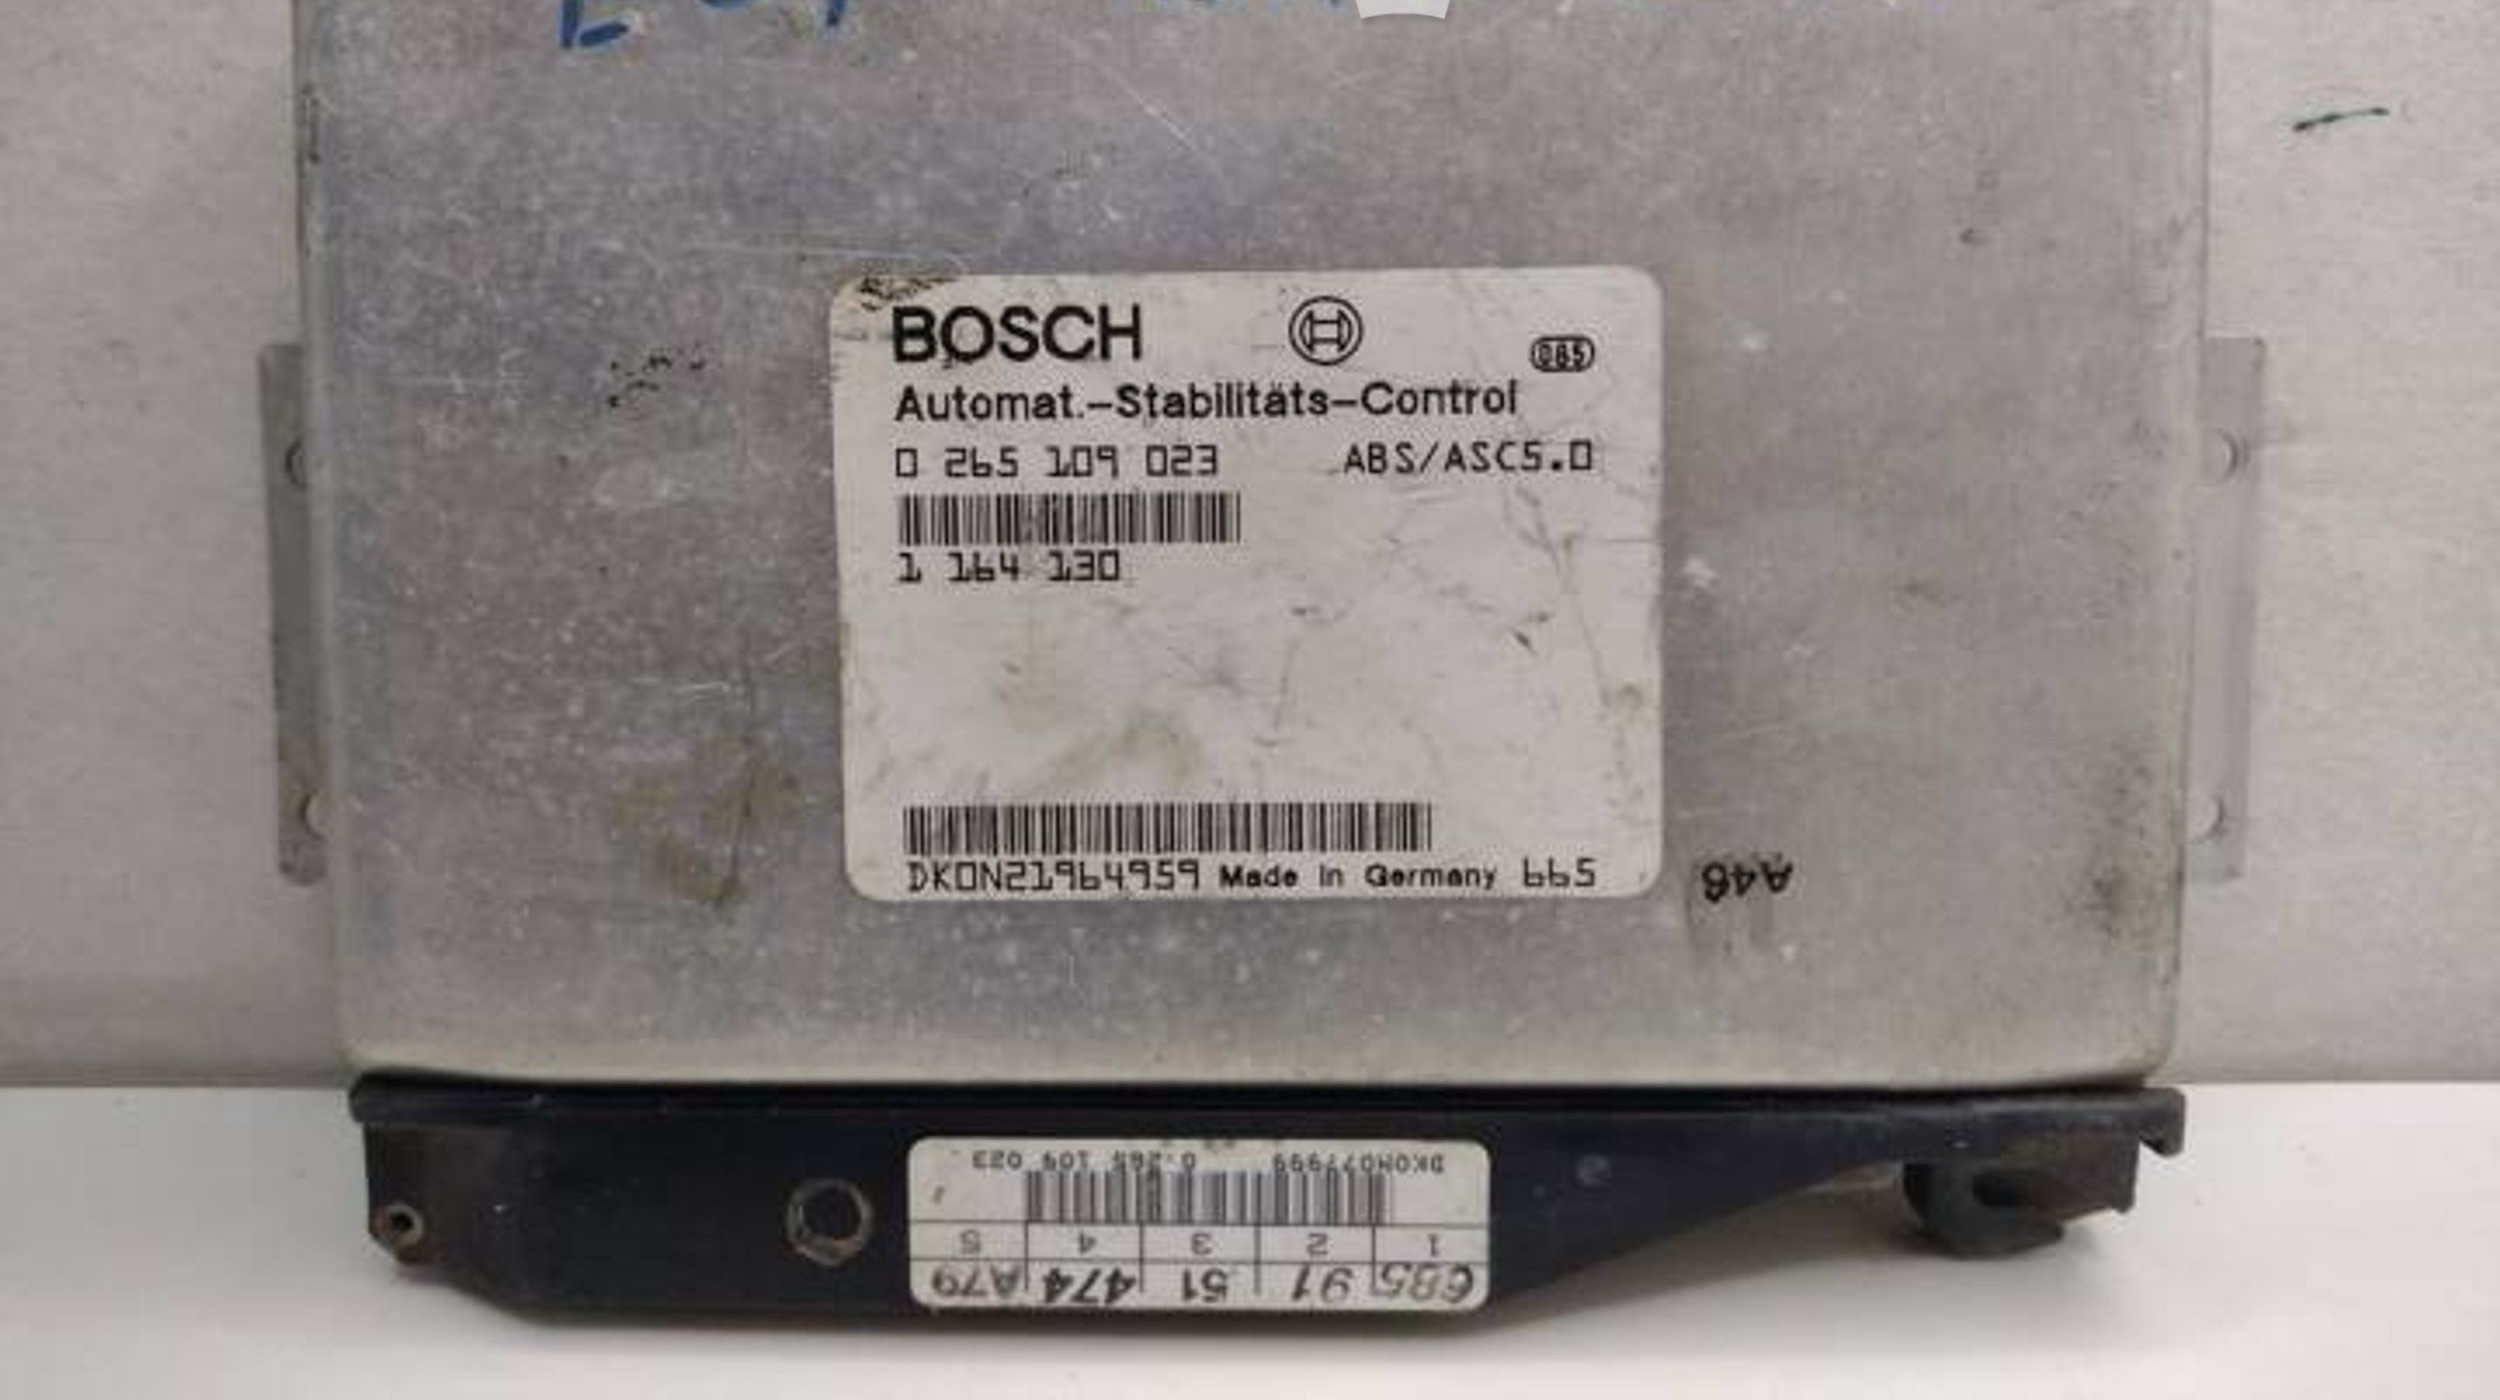 BOSCH 085
Automat.-Stabilitäts-Control
0 265 109 023 ABS/ASC5.0
1 164 130
DKON21964959 Made in Germany 665
A46
1 2 3 4 5
685 91 51 474 A79
0 265 109 023